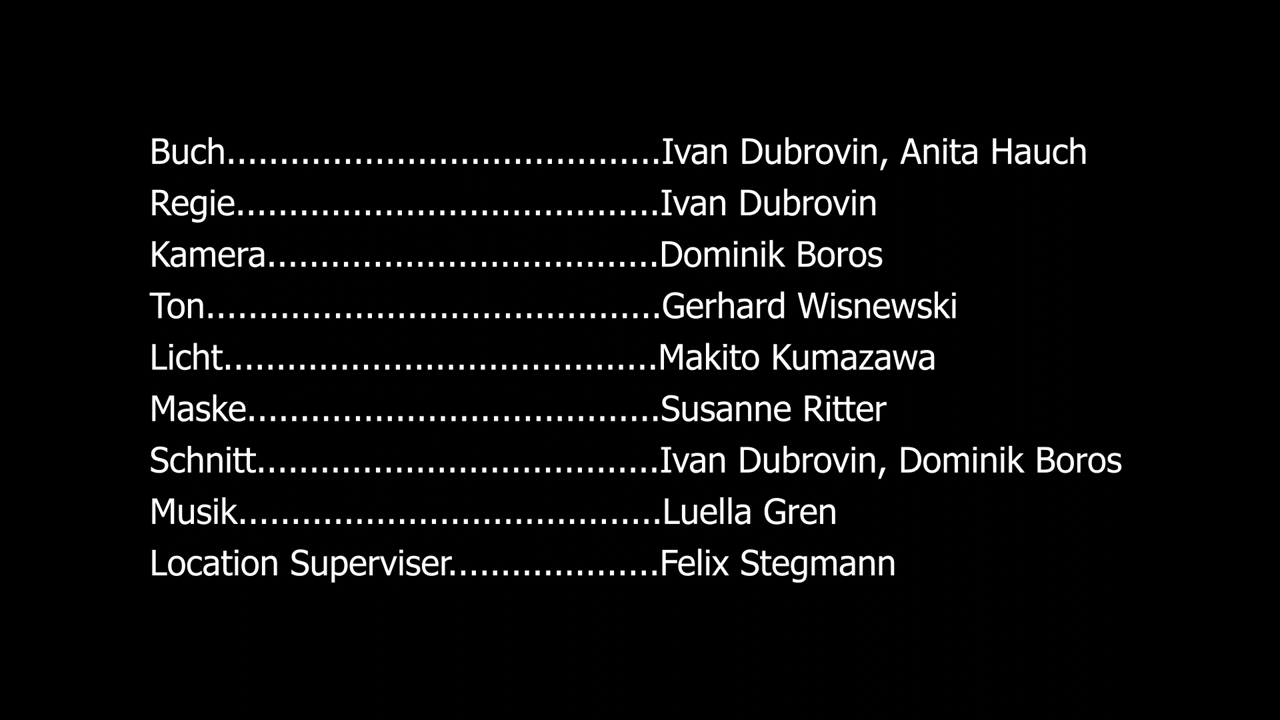 Buch.........................................Ivan Dubrovin, Anita Hauch
Regie........................................Ivan Dubrovin
Kamera.....................................Dominik Boros
Ton...........................................Gerhard Wisnewski
Licht.........................................Makito Kumazawa
Maske.......................................Susanne Ritter
Schnitt......................................Ivan Dubrovin, Dominik Boros
Musik........................................Luella Gren
Location Superviser....................Felix Stegmann